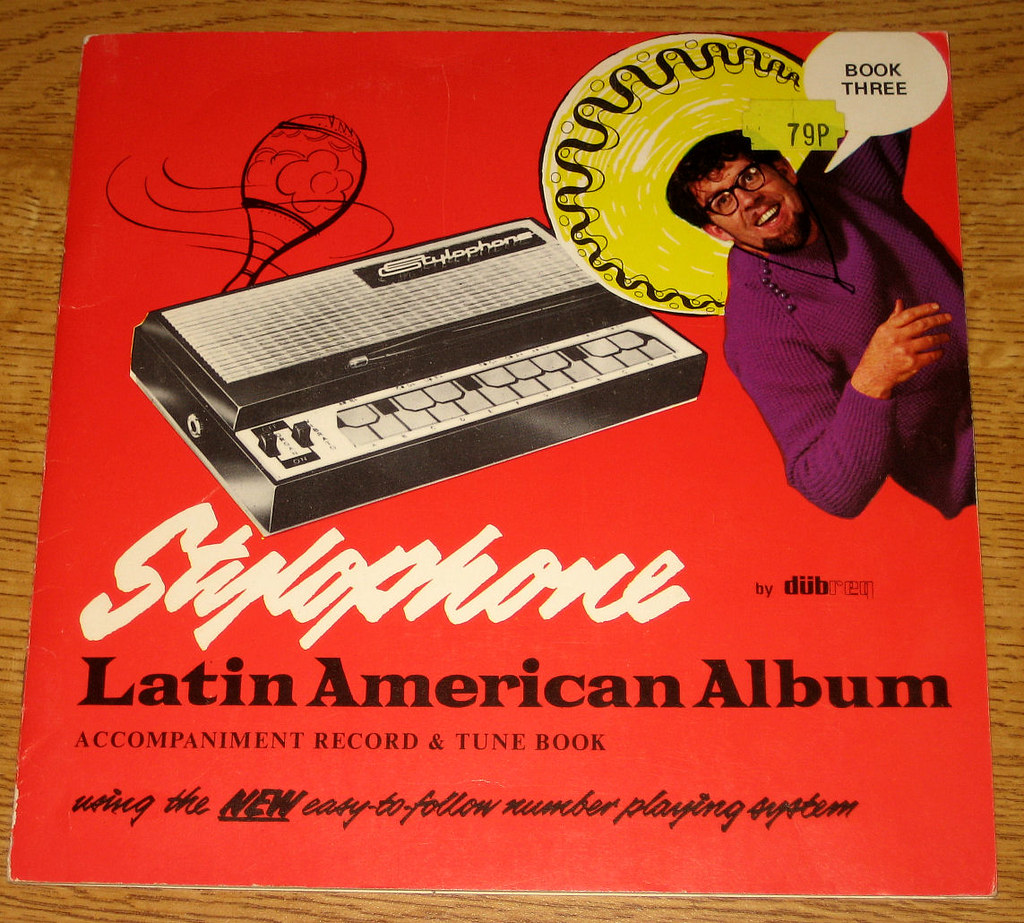 BOOK
THREE
79P
Stylophone
ON
Stylophone
by dübreq
Latin American Album
ACCOMPANIMENT RECORD & TUNE BOOK
using the NEW easy-to-follow number playing system